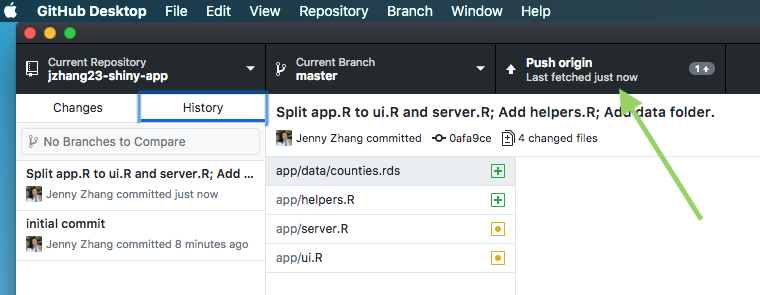 GitHub Desktop File Edit View Repository Branch Window Help
Current Repository
jzhang23-shiny-app
Current Branch
master
Push origin
Last fetched just now
1
Changes
History
No Branches to Compare
Split app.R to ui.R and server.R; Add ...
Jenny Zhang committed just now
initial commit
Jenny Zhang committed 8 minutes ago
Split app.R to ui.R and server.R; Add helpers.R; Add data folder.
Jenny Zhang committed 0afa9ce 4 changed files
app/data/counties.rds
app/helpers.R
app/server.R
app/ui.R